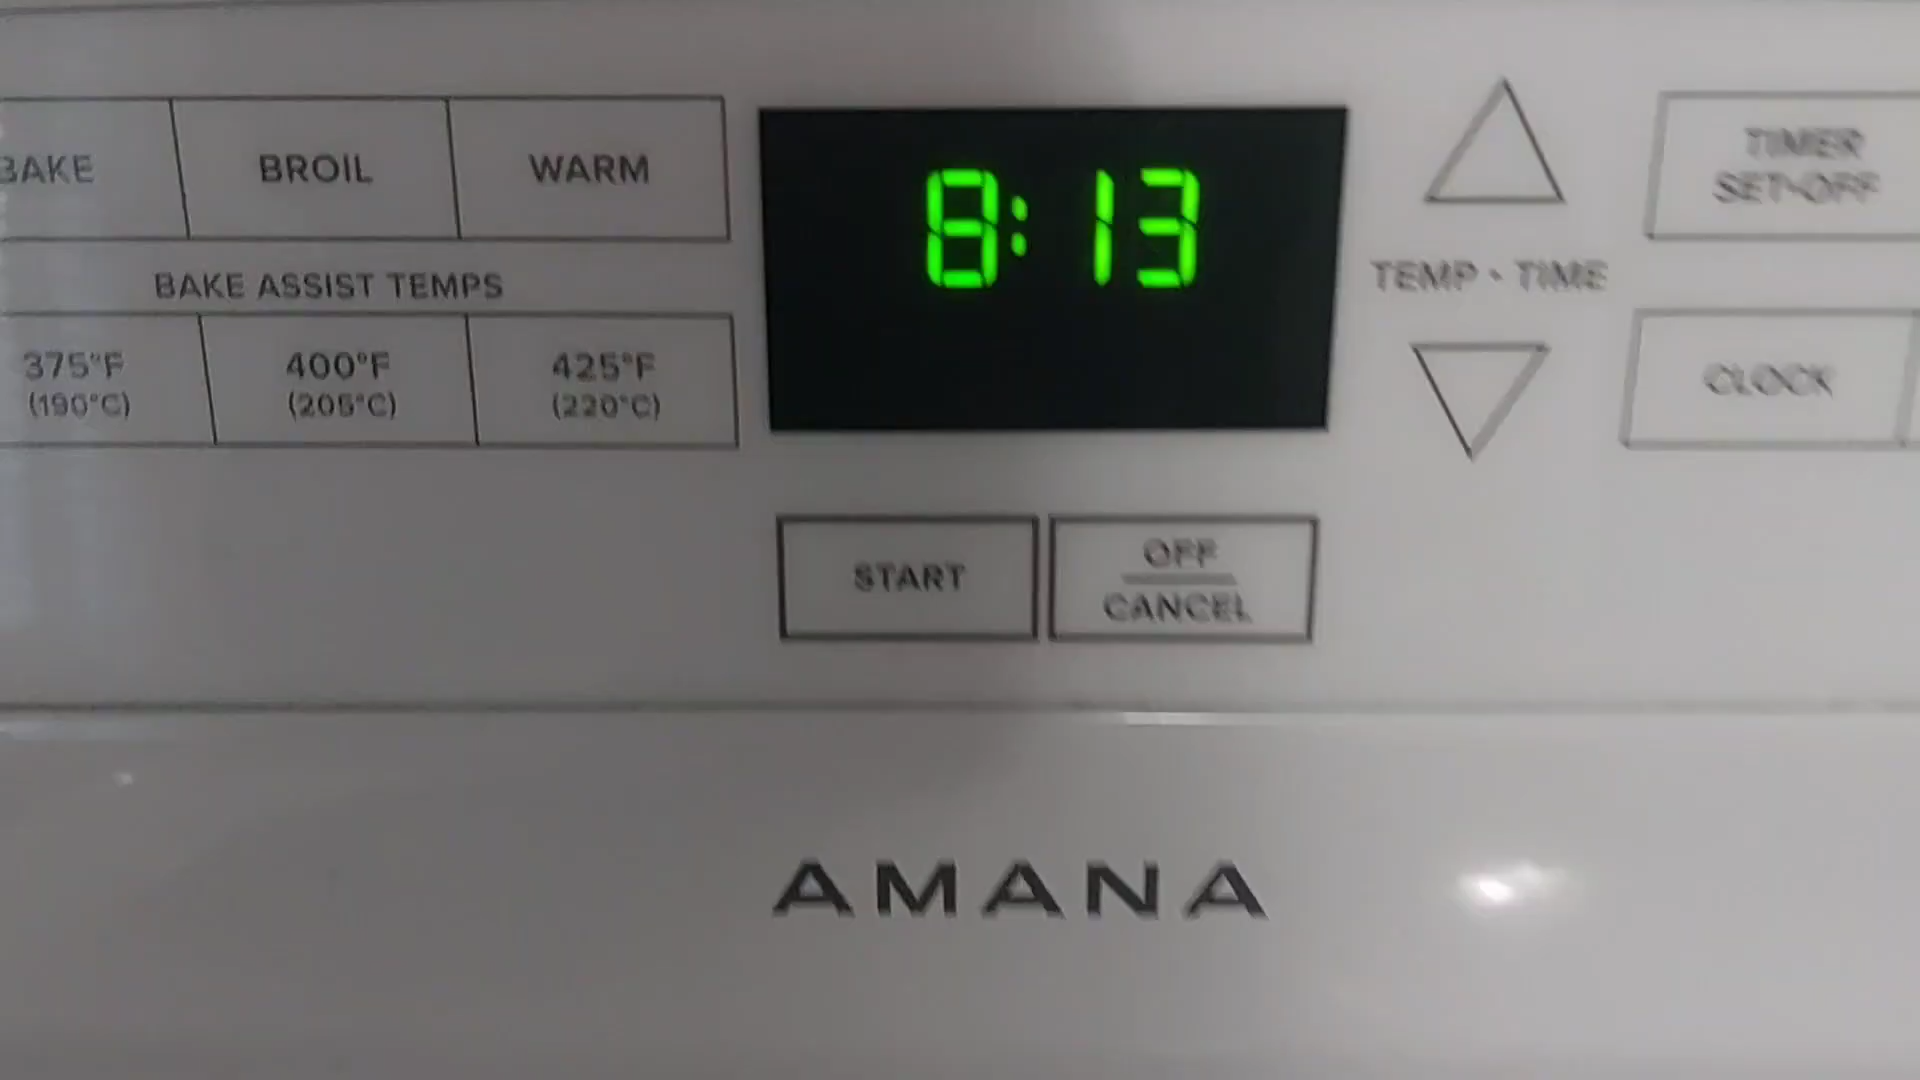 BAKE
BROIL
WARM
8:13
TIMER
SET•OFF
BAKE ASSIST TEMPS
TEMP • TIME
375°F
(190°C)
400°F
(205°C)
425°F
(220°C)
CLOCK
START
OFF
CANCEL
AMANA